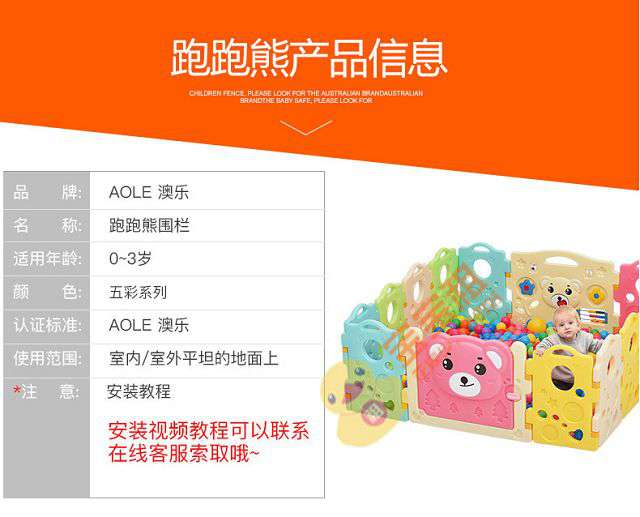 跑跑熊产品信息
CHILDREN FENCE, PLEASE LOOK FOR THE AUSTRALIAN BRANDAUSTRALIAN
BRANDTHE BABY SAFE, PLEASE LOOK FOR
品 牌: AOLE 澳乐
名 称: 跑跑熊围栏
适用年龄: 0~3岁
颜 色: 五彩系列
认证标准: AOLE 澳乐
使用范围: 室内/室外平坦的地面上
*注 意: 安装教程
安装视频教程可以联系
在线客服索取哦~